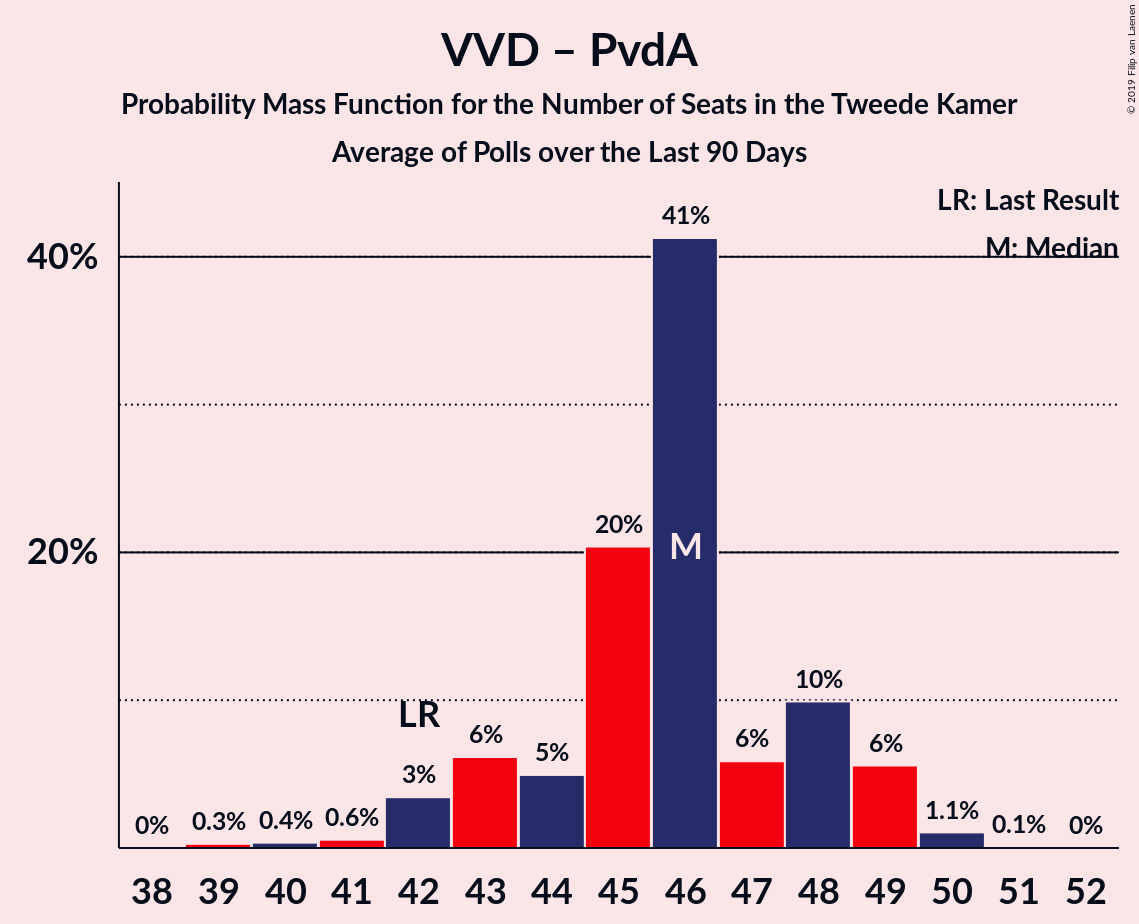 VVD – PvdA
Probability Mass Function for the Number of Seats in the Tweede Kamer
Average of Polls over the Last 90 Days
© 2019 Filip van Laenen
LR: Last Result
M: Median
40%
20%
0%
0.3%
0.4%
0.6%
3%
LR
6%
5%
20%
41%
M
6%
10%
6%
1.1%
0.1%
0%
38 39 40 41 42 43 44 45 46 47 48 49 50 51 52